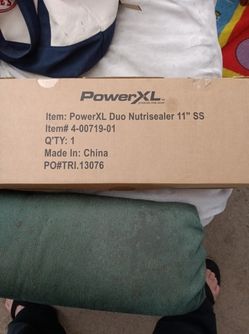 PowerXL
Item: PowerXL Duo Nutrisealer 11" SS
Item# 4-00719-01
Q'TY: 1
Made In: China
PO#TRI.13076